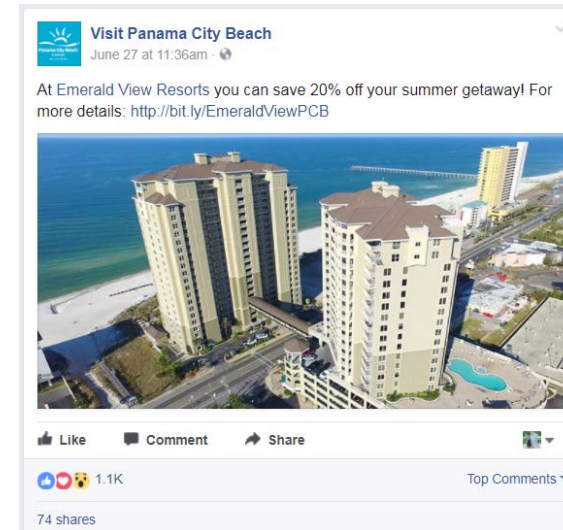 Visit Panama City Beach
June 27 at 11:36am ·
At Emerald View Resorts you can save 20% off your summer getaway! For
more details: http://bit.ly/EmeraldViewPCB
Like Comment Share
1.1K Top Comments
74 shares